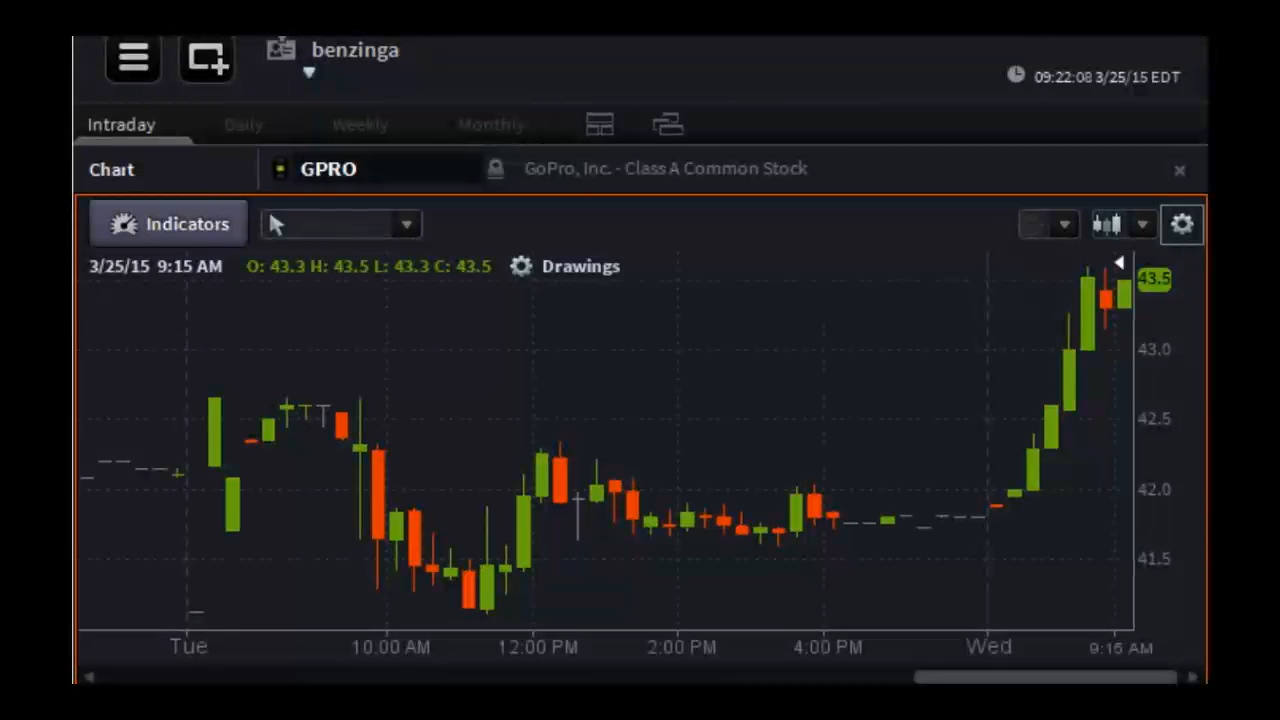 benzinga
09:22:08 3/25/15 EDT
Intraday Daily Weekly Monthly
Chart GPRO GoPro, Inc. - Class A Common Stock
Indicators
3/25/15 9:15 AM O: 43.3 H: 43.5 L: 43.3 C: 43.5 Drawings
43.5
43.0
42.5
42.0
41.5
Tue 10:00 AM 12:00 PM 2:00 PM 4:00 PM Wed 9:15 AM